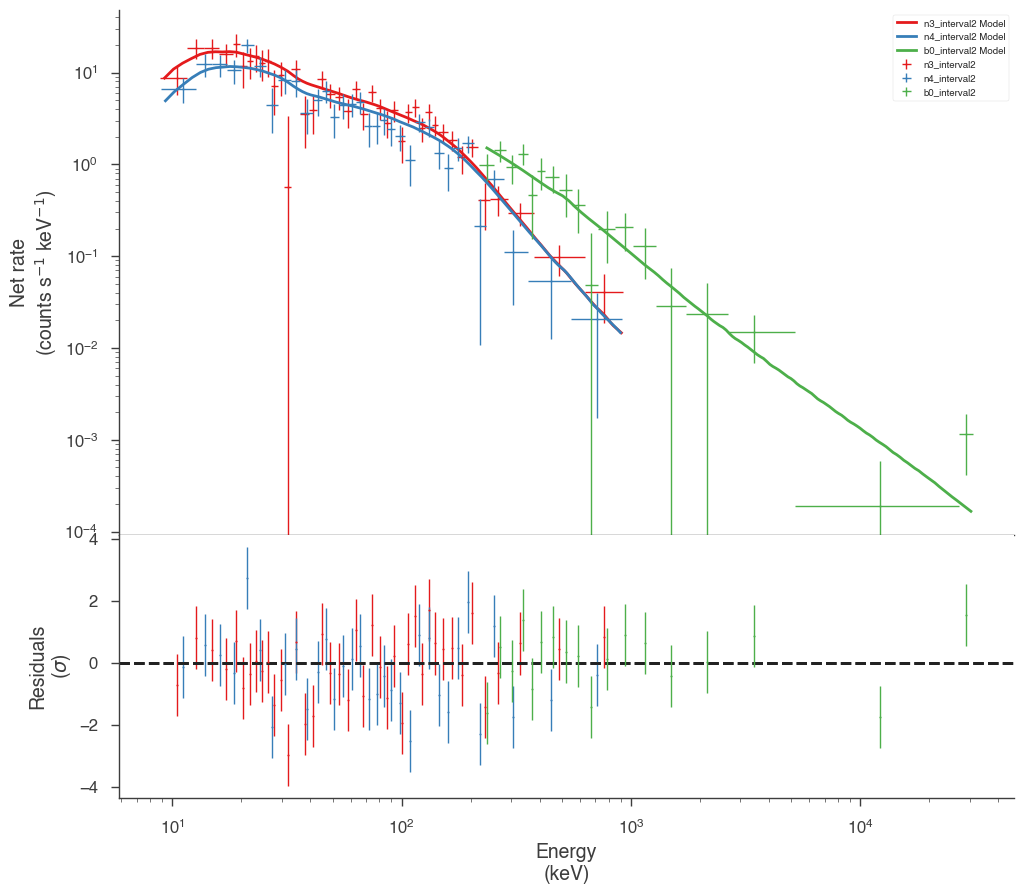 n3_interval2 Model
n4_interval2 Model
b0_interval2 Model
n3_interval2
n4_interval2
b0_interval2
Net rate
(counts s⁻¹ keV⁻¹)
10¹
10⁰
10⁻¹
10⁻²
10⁻³
10⁻⁴
Residuals
(σ)
4
2
0
−2
−4
10¹ 10² 10³ 10⁴
Energy
(keV)